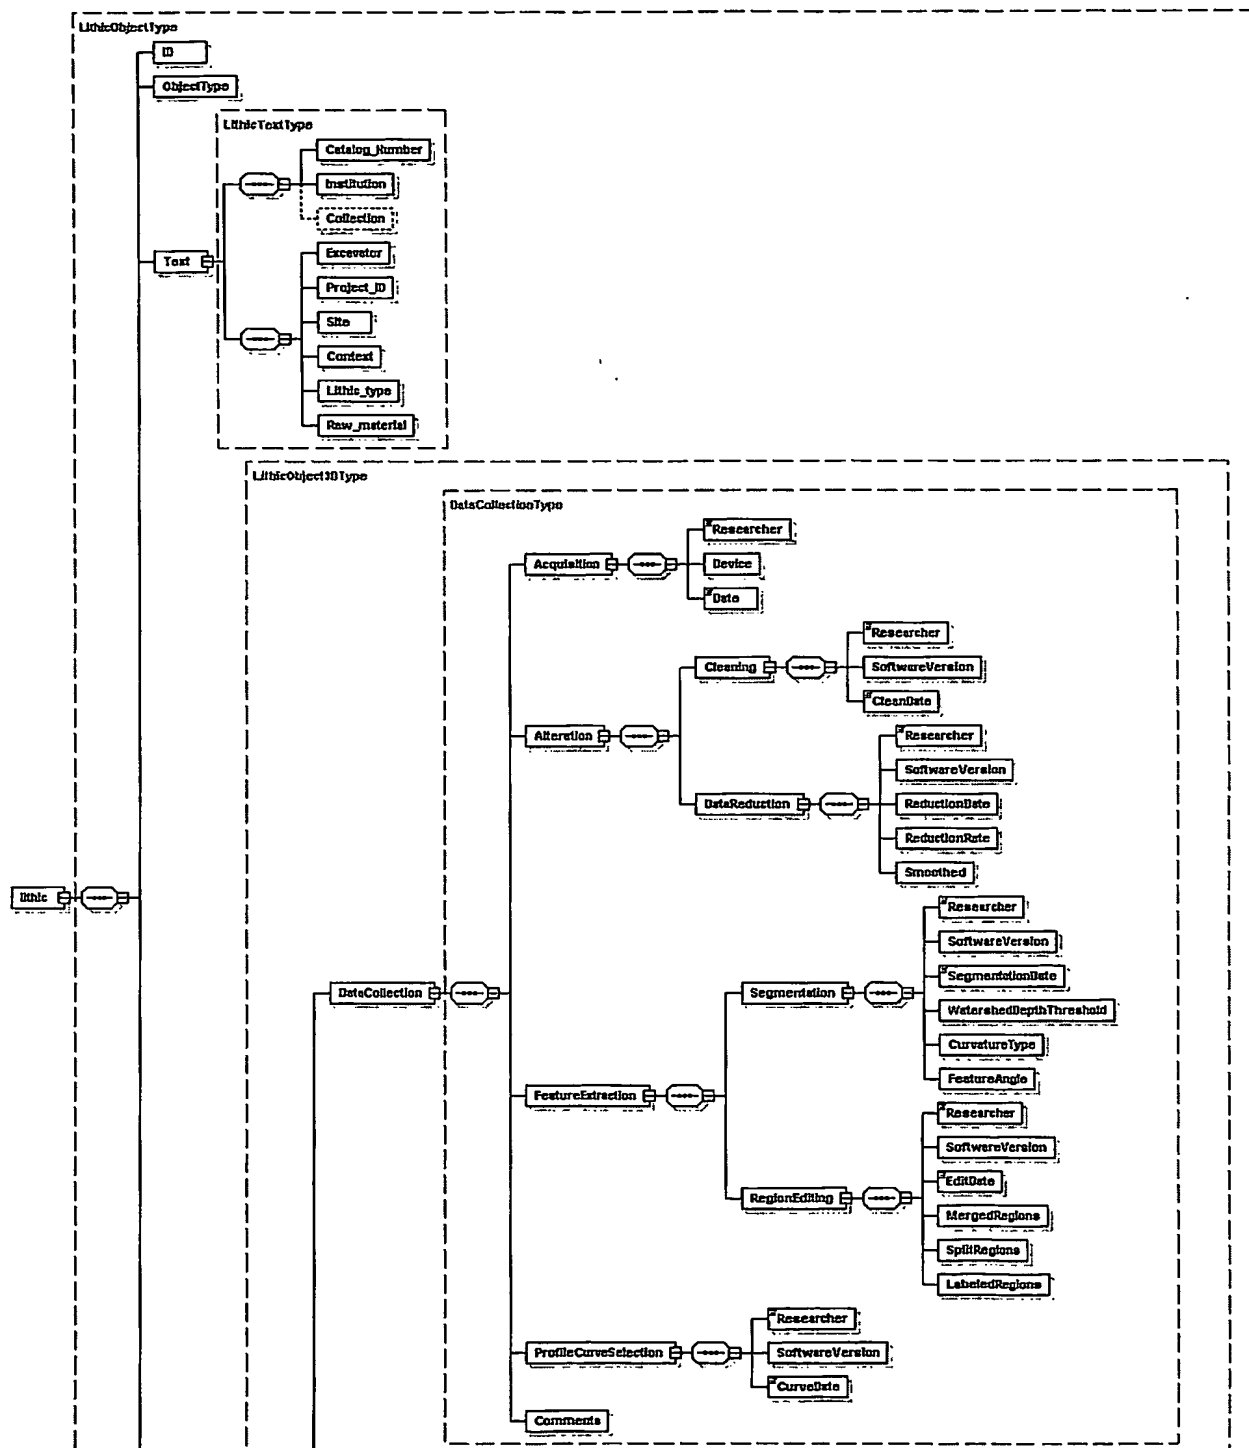 LithicObjectType
ID
ObjectType
LithicTextType
Catalog_Number
Institution
Collection
Text
Excavator
Project_ID
Site
Context
Lithic_type
Raw_material
LithicObject3DType
DataCollectionType
Researcher
Acquisition
Device
Date
Researcher
Cleaning
SoftwareVersion
CleanDate
Alteration
Researcher
SoftwareVersion
DataReduction
ReductionDate
ReductionRate
Smoothed
lithic
Researcher
SoftwareVersion
SegmentationDate
DataCollection
Segmentation
WatershedDepthThreshold
CurvatureType
FeatureAngle
FeatureExtraction
Researcher
SoftwareVersion
EditDate
RegionEditing
MergedRegions
SplitRegions
LabeledRegions
Researcher
ProfileCurveSelection
SoftwareVersion
CurveDate
Comments